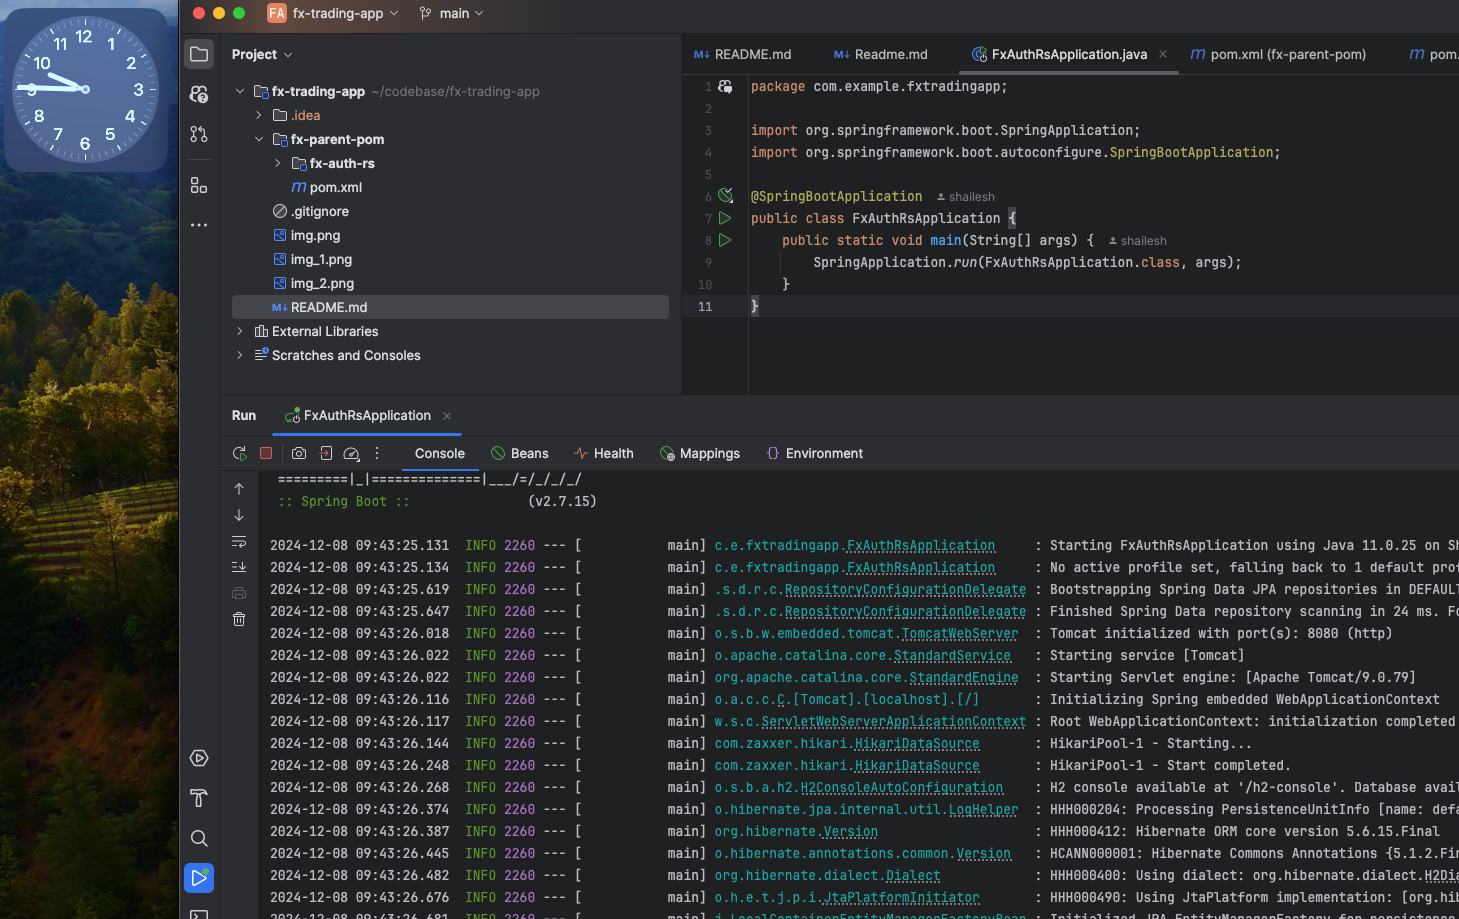 12
11 1
10 2
9 3
8 4
7 5
6
FA fx-trading-app main
Project
fx-trading-app ~/codebase/fx-trading-app
.idea
fx-parent-pom
fx-auth-rs
m pom.xml
.gitignore
img.png
img_1.png
img_2.png
M↓ README.md
External Libraries
Scratches and Consoles
M↓ README.md M↓ Readme.md FxAuthRsApplication.java m pom.xml (fx-parent-pom) m pom.
1 package com.example.fxtradingapp;
2
3 import org.springframework.boot.SpringApplication;
4 import org.springframework.boot.autoconfigure.SpringBootApplication;
5
6 @SpringBootApplication shailesh
7 public class FxAuthRsApplication {
8 public static void main(String[] args) { shailesh
9 SpringApplication.run(FxAuthRsApplication.class, args);
10 }
11 }
Run FxAuthRsApplication
Console Beans Health Mappings Environment
=========|_|==============|___/=/_/_/_/
:: Spring Boot :: (v2.7.15)
2024-12-08 09:43:25.131 INFO 2260 --- [ main] c.e.fxtradingapp.FxAuthRsApplication : Starting FxAuthRsApplication using Java 11.0.25 on Sh
2024-12-08 09:43:25.134 INFO 2260 --- [ main] c.e.fxtradingapp.FxAuthRsApplication : No active profile set, falling back to 1 default prof
2024-12-08 09:43:25.619 INFO 2260 --- [ main] .s.d.r.c.RepositoryConfigurationDelegate : Bootstrapping Spring Data JPA repositories in DEFAULT
2024-12-08 09:43:25.647 INFO 2260 --- [ main] .s.d.r.c.RepositoryConfigurationDelegate : Finished Spring Data repository scanning in 24 ms. Fo
2024-12-08 09:43:26.018 INFO 2260 --- [ main] o.s.b.w.embedded.tomcat.TomcatWebServer : Tomcat initialized with port(s): 8080 (http)
2024-12-08 09:43:26.022 INFO 2260 --- [ main] o.apache.catalina.core.StandardService : Starting service [Tomcat]
2024-12-08 09:43:26.022 INFO 2260 --- [ main] org.apache.catalina.core.StandardEngine : Starting Servlet engine: [Apache Tomcat/9.0.79]
2024-12-08 09:43:26.116 INFO 2260 --- [ main] o.a.c.c.C.[Tomcat].[localhost].[/] : Initializing Spring embedded WebApplicationContext
2024-12-08 09:43:26.117 INFO 2260 --- [ main] w.s.c.ServletWebServerApplicationContext : Root WebApplicationContext: initialization completed
2024-12-08 09:43:26.144 INFO 2260 --- [ main] com.zaxxer.hikari.HikariDataSource : HikariPool-1 - Starting...
2024-12-08 09:43:26.248 INFO 2260 --- [ main] com.zaxxer.hikari.HikariDataSource : HikariPool-1 - Start completed.
2024-12-08 09:43:26.268 INFO 2260 --- [ main] o.s.b.a.h2.H2ConsoleAutoConfiguration : H2 console available at '/h2-console'. Database avail
2024-12-08 09:43:26.374 INFO 2260 --- [ main] o.hibernate.jpa.internal.util.LogHelper : HHH000204: Processing PersistenceUnitInfo [name: defa
2024-12-08 09:43:26.387 INFO 2260 --- [ main] org.hibernate.Version : HHH000412: Hibernate ORM core version 5.6.15.Final
2024-12-08 09:43:26.445 INFO 2260 --- [ main] o.hibernate.annotations.common.Version : HCANN000001: Hibernate Commons Annotations {5.1.2.Fin
2024-12-08 09:43:26.482 INFO 2260 --- [ main] org.hibernate.dialect.Dialect : HHH000400: Using dialect: org.hibernate.dialect.H2Dia
2024-12-08 09:43:26.676 INFO 2260 --- [ main] o.h.e.t.j.p.i.JtaPlatformInitiator : HHH000490: Using JtaPlatform implementation: [org.hib
2024-12-08 09:43:26.681 INFO 2260 --- [ main] j.LocalContainerEntityManagerFactoryBean : Initialized JPA EntityManagerFactory for persistence